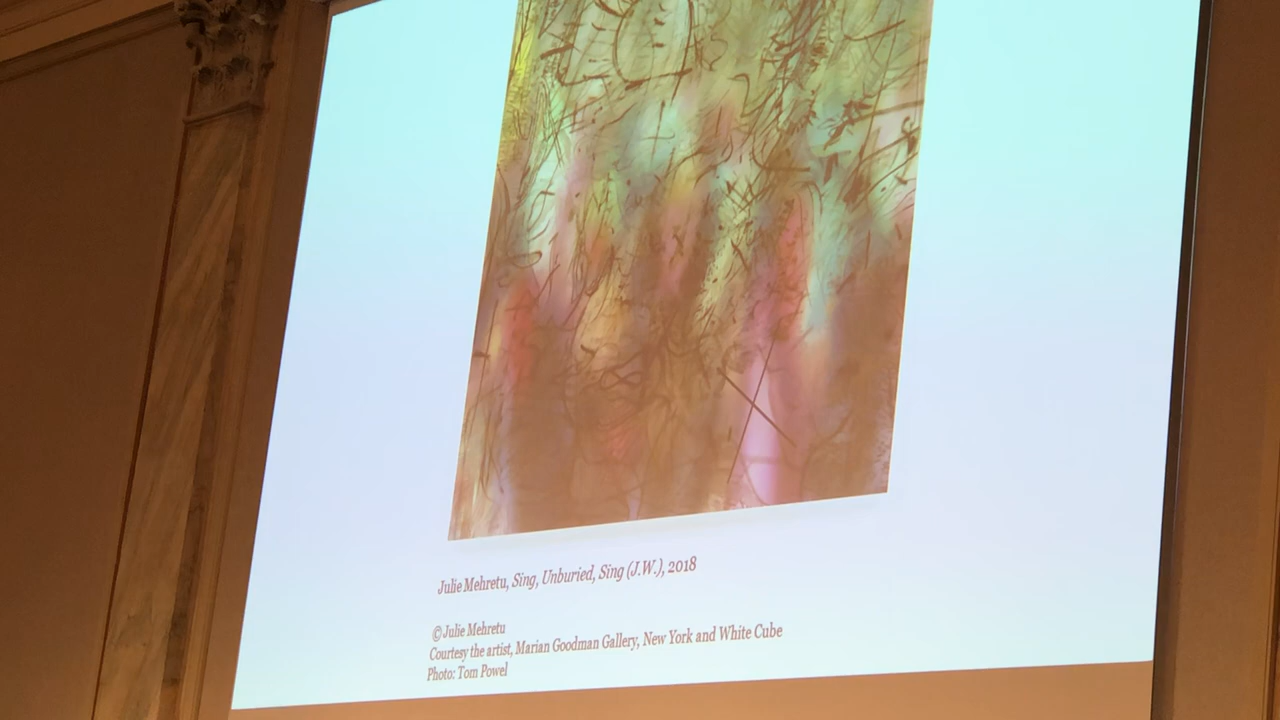 Julie Mehretu, Sing, Unburied, Sing (J.W.), 2018
©Julie Mehretu
Courtesy the artist, Marian Goodman Gallery, New York and White Cube
Photo: Tom Powel